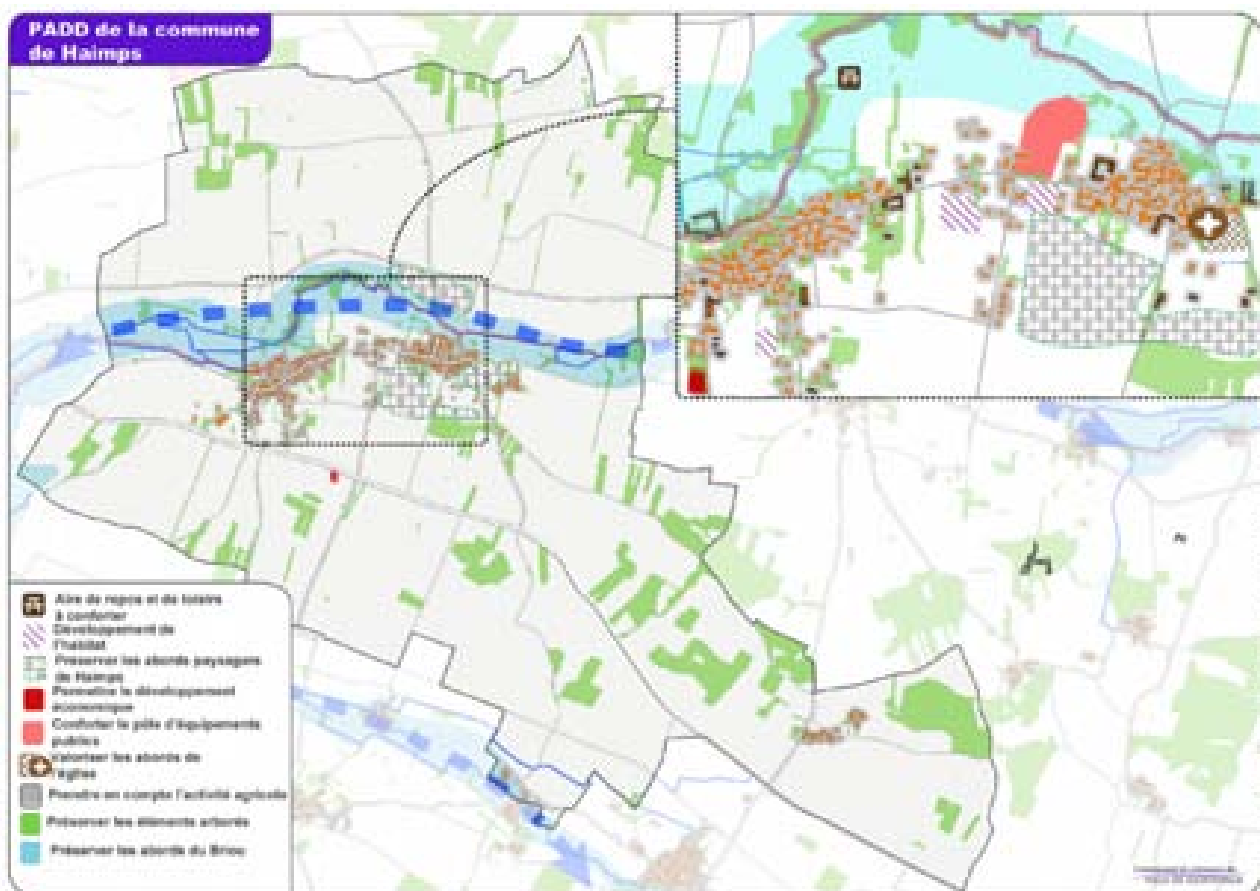 PADD de la commune
de Haimps
Aire de repos et de loisirs
à conforter
Développement de
l'habitat
Préserver les abords paysagers
de Haimps
Permettre le développement
économique
Conforter le pôle d'équipements
publics
Valoriser les abords de
l'église
Prendre en compte l'activité agricole
Préserver les éléments arborés
Préserver les abords du Briou